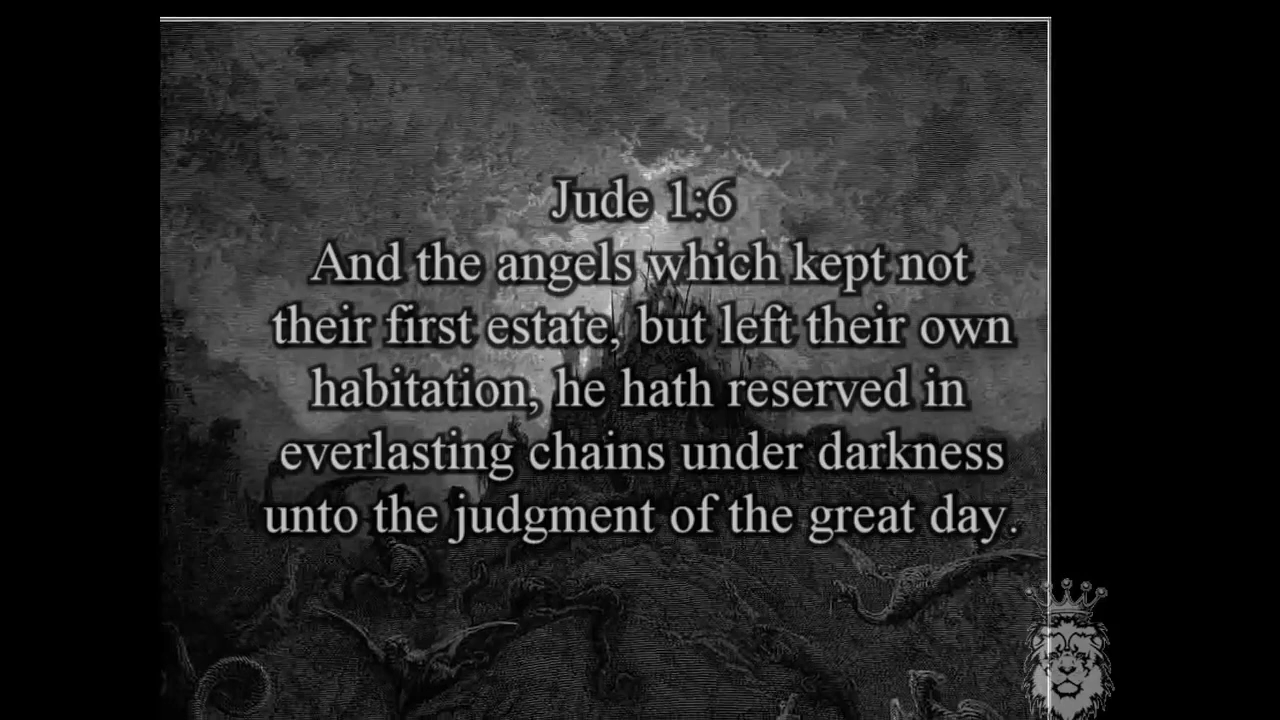 Jude 1:6
And the angels which kept not
their first estate, but left their own
habitation, he hath reserved in
everlasting chains under darkness
unto the judgment of the great day.